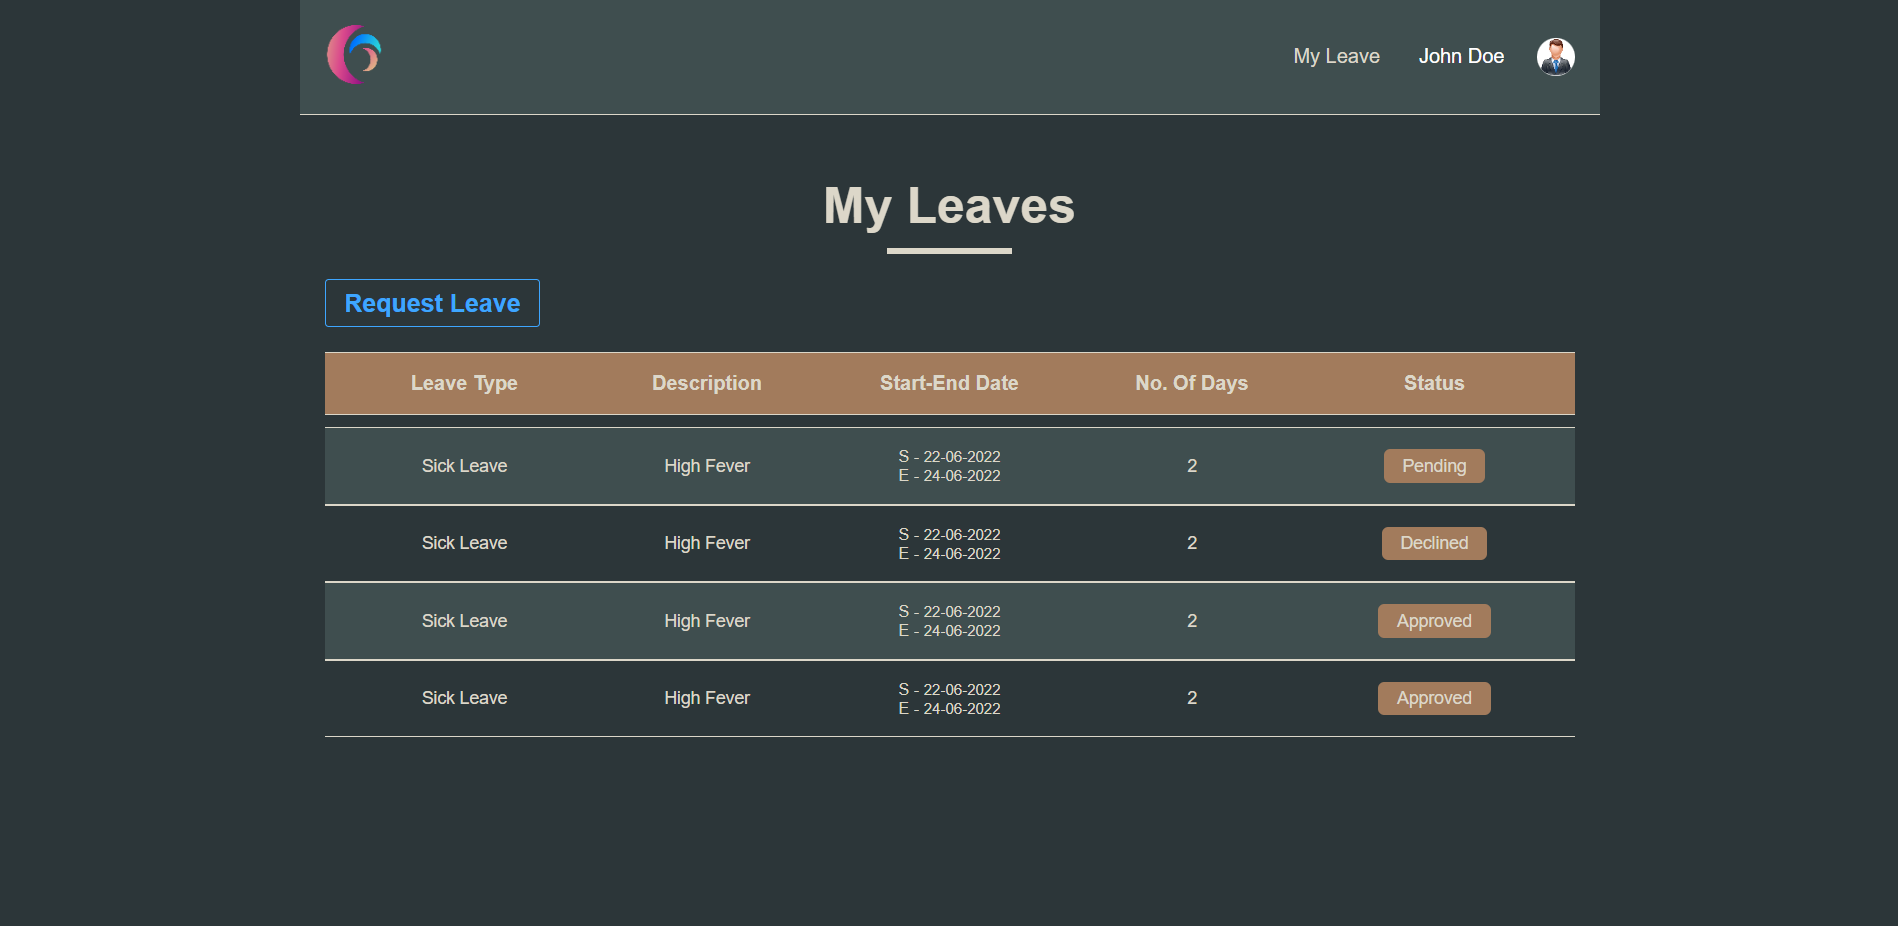 My Leave John Doe
My Leaves
Request Leave
Leave Type Description Start-End Date No. Of Days Status
Sick Leave High Fever S - 22-06-2022 2 Pending
E - 24-06-2022
Sick Leave High Fever S - 22-06-2022 2 Declined
E - 24-06-2022
Sick Leave High Fever S - 22-06-2022 2 Approved
E - 24-06-2022
Sick Leave High Fever S - 22-06-2022 2 Approved
E - 24-06-2022